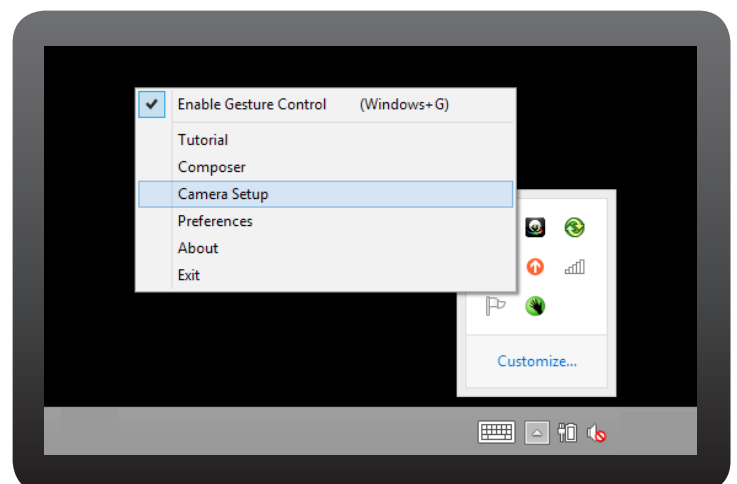 Enable Gesture Control (Windows+G)
Tutorial
Composer
Camera Setup
Preferences
About
Exit
Customize...